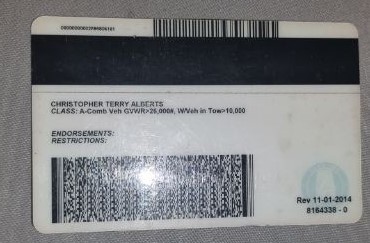 CHRISTOPHER TERRY ALBERTS
CLASS: A-Comb Veh GVWR>26,000#, W/Veh in Tow>10,000
ENDORSEMENTS:
RESTRICTIONS:
Rev 11-01-2014
8164338 - 0